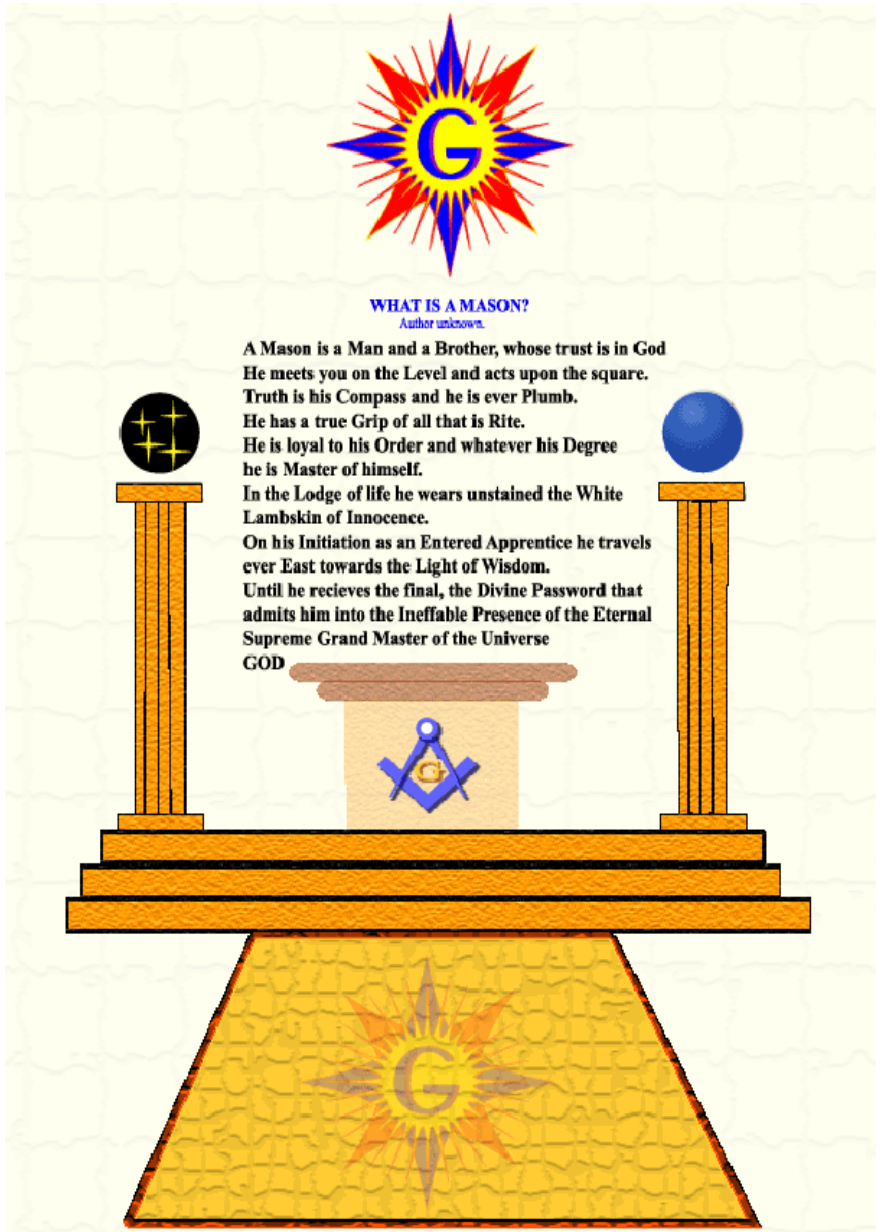 G
WHAT IS A MASON?
Author unknown.
A Mason is a Man and a Brother, whose trust is in God
He meets you on the Level and acts upon the square.
Truth is his Compass and he is ever Plumb.
He has a true Grip of all that is Rite.
He is loyal to his Order and whatever his Degree
he is Master of himself.
In the Lodge of life he wears unstained the White
Lambskin of Innocence.
On his Initiation as an Entered Apprentice he travels
ever East towards the Light of Wisdom.
Until he recieves the final, the Divine Password that
admits him into the Ineffable Presence of the Eternal
Supreme Grand Master of the Universe
GOD
G
G